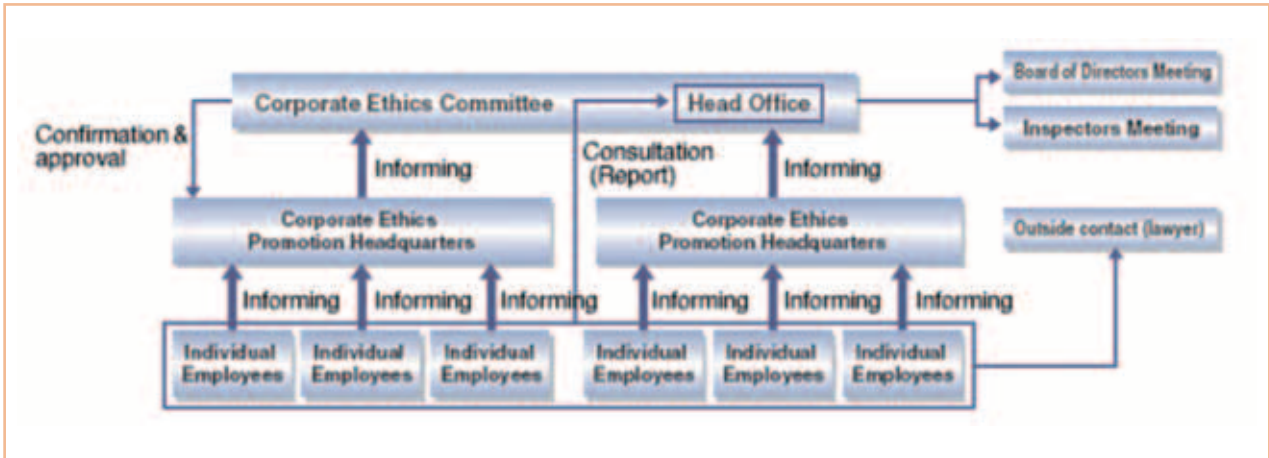 Board of Directors Meeting
Corporate Ethics Committee
Head Office
Inspectors Meeting
Confirmation &
approval
Informing
Consultation
(Report)
Informing
Corporate Ethics
Promotion Headquarters
Corporate Ethics
Promotion Headquarters
Outside contact (lawyer)
Informing
Informing
Informing
Informing
Informing
Informing
Individual
Employees
Individual
Employees
Individual
Employees
Individual
Employees
Individual
Employees
Individual
Employees